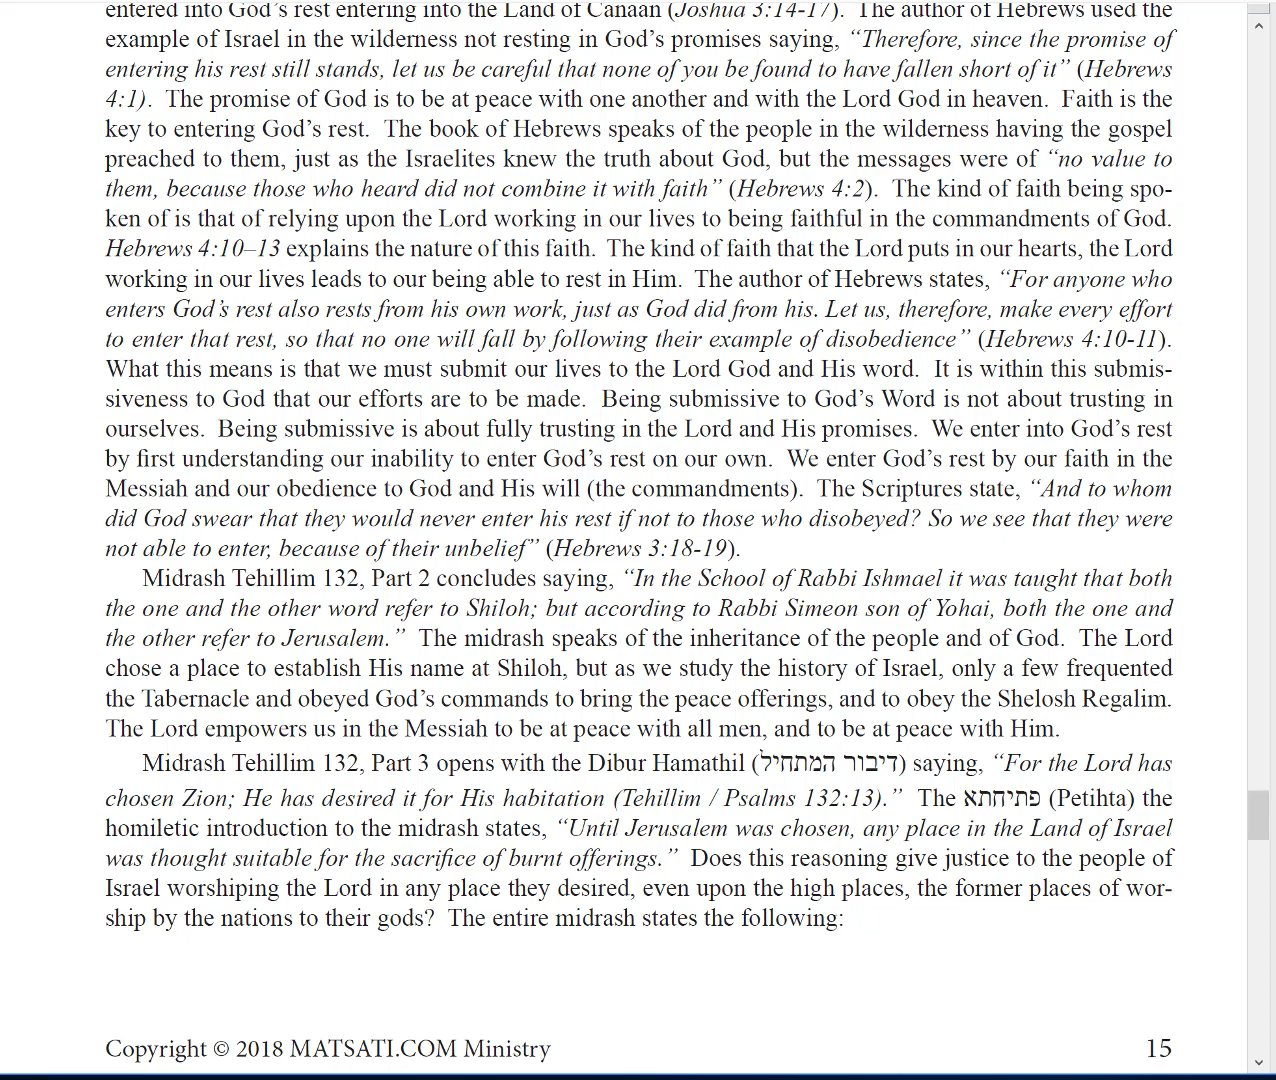 entered into God’s rest entering into the Land of Canaan (Joshua 3:14-17).  The author of Hebrews used the
example of Israel in the wilderness not resting in God’s promises saying, “Therefore, since the promise of
entering his rest still stands, let us be careful that none of you be found to have fallen short of it” (Hebrews
4:1).  The promise of God is to be at peace with one another and with the Lord God in heaven.  Faith is the
key to entering God’s rest.  The book of Hebrews speaks of the people in the wilderness having the gospel
preached to them, just as the Israelites knew the truth about God, but the messages were of “no value to
them, because those who heard did not combine it with faith” (Hebrews 4:2).  The kind of faith being spo-
ken of is that of relying upon the Lord working in our lives to being faithful in the commandments of God.
Hebrews 4:10–13 explains the nature of this faith.  The kind of faith that the Lord puts in our hearts, the Lord
working in our lives leads to our being able to rest in Him.  The author of Hebrews states, “For anyone who
enters God’s rest also rests from his own work, just as God did from his. Let us, therefore, make every effort
to enter that rest, so that no one will fall by following their example of disobedience” (Hebrews 4:10-11).
What this means is that we must submit our lives to the Lord God and His word.  It is within this submis-
siveness to God that our efforts are to be made.  Being submissive to God’s Word is not about trusting in
ourselves.  Being submissive is about fully trusting in the Lord and His promises.  We enter into God’s rest
by first understanding our inability to enter God’s rest on our own.  We enter God’s rest by our faith in the
Messiah and our obedience to God and His will (the commandments).  The Scriptures state, “And to whom
did God swear that they would never enter his rest if not to those who disobeyed? So we see that they were
not able to enter, because of their unbelief” (Hebrews 3:18-19).
Midrash Tehillim 132, Part 2 concludes saying, “In the School of Rabbi Ishmael it was taught that both
the one and the other word refer to Shiloh; but according to Rabbi Simeon son of Yohai, both the one and
the other refer to Jerusalem.”  The midrash speaks of the inheritance of the people and of God.  The Lord
chose a place to establish His name at Shiloh, but as we study the history of Israel, only a few frequented
the Tabernacle and obeyed God’s commands to bring the peace offerings, and to obey the Shelosh Regalim.
The Lord empowers us in the Messiah to be at peace with all men, and to be at peace with Him.
Midrash Tehillim 132, Part 3 opens with the Dibur Hamathil (דיבור המתחיל) saying, “For the Lord has
chosen Zion; He has desired it for His habitation (Tehillim / Psalms 132:13).”  The פתיחתא (Petihta) the
homiletic introduction to the midrash states, “Until Jerusalem was chosen, any place in the Land of Israel
was thought suitable for the sacrifice of burnt offerings.”  Does this reasoning give justice to the people of
Israel worshiping the Lord in any place they desired, even upon the high places, the former places of wor-
ship by the nations to their gods?  The entire midrash states the following:
Copyright © 2018 MATSATI.COM Ministry 15